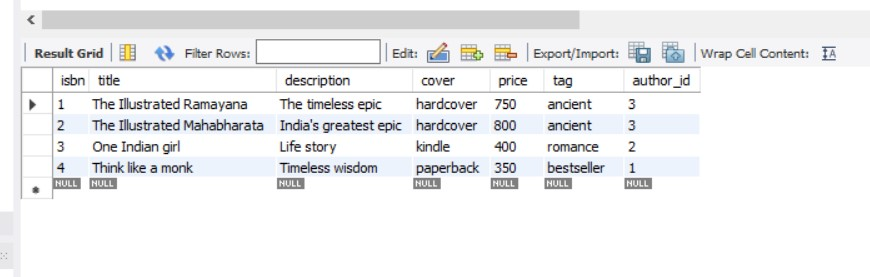 Result Grid Filter Rows: Edit: Export/Import: Wrap Cell Content:
isbn title description cover price tag author_id
1 The Illustrated Ramayana The timeless epic hardcover 750 ancient 3
2 The Illustrated Mahabharata India's greatest epic hardcover 800 ancient 3
3 One Indian girl Life story kindle 400 romance 2
4 Think like a monk Timeless wisdom paperback 350 bestseller 1
NULL NULL NULL NULL NULL NULL NULL